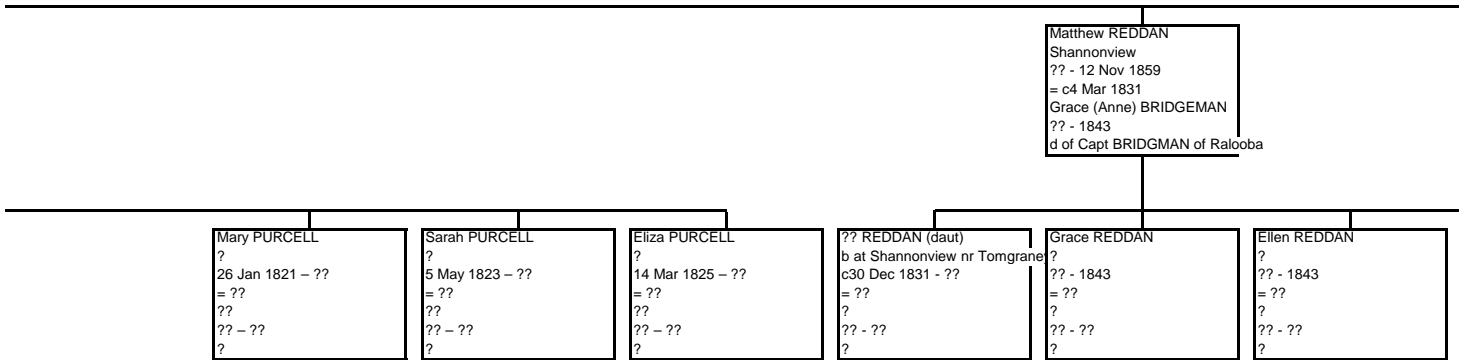 Matthew REDDAN
Shannonview
?? - 12 Nov 1859
= c4 Mar 1831
Grace (Anne) BRIDGEMAN
?? - 1843
d of Capt BRIDGMAN of Ralooba
Mary PURCELL
?
26 Jan 1821 – ??
= ??
??
?? – ??
?
Sarah PURCELL
?
5 May 1823 – ??
= ??
??
?? – ??
?
Eliza PURCELL
?
14 Mar 1825 – ??
= ??
??
?? – ??
?
?? REDDAN (daut)
b at Shannonview nr Tomgraney
c30 Dec 1831 - ??
= ??
?
?? - ??
?
Grace REDDAN
?
?? - 1843
= ??
?
?? - ??
?
Ellen REDDAN
?
?? - 1843
= ??
?
?? - ??
?